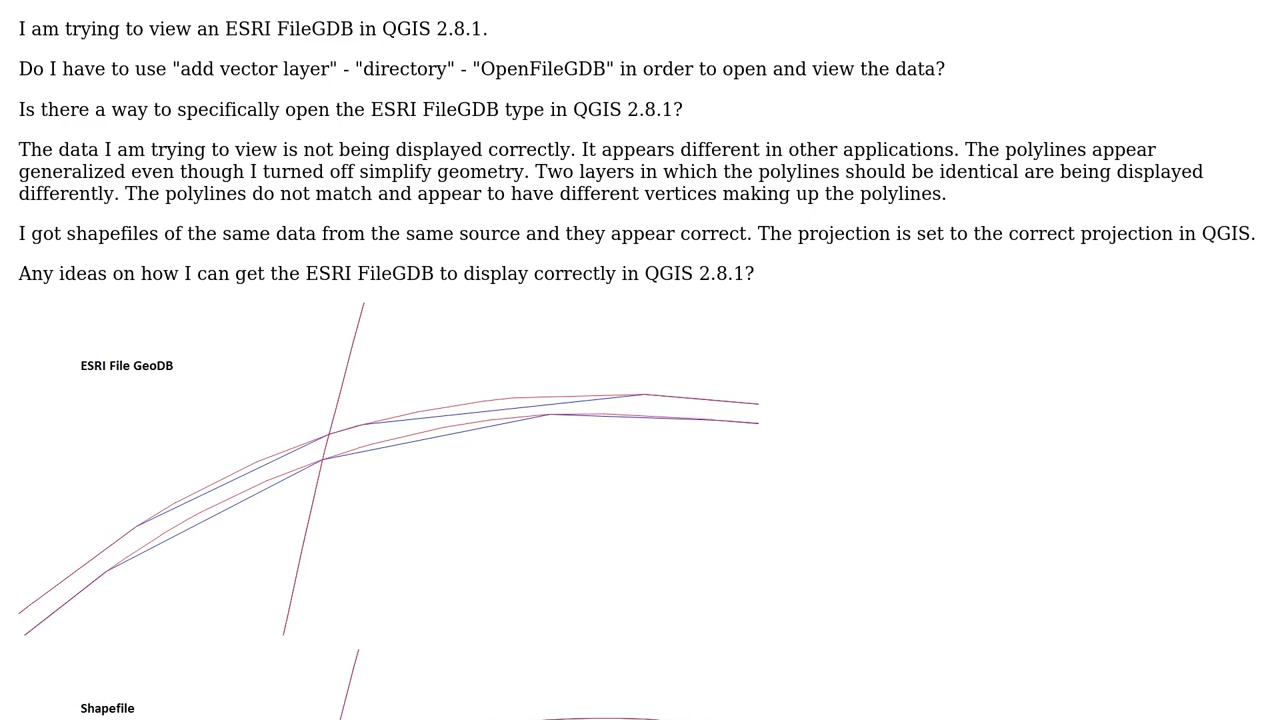 I am trying to view an ESRI FileGDB in QGIS 2.8.1.
Do I have to use "add vector layer" - "directory" - "OpenFileGDB" in order to open and view the data?
Is there a way to specifically open the ESRI FileGDB type in QGIS 2.8.1?
The data I am trying to view is not being displayed correctly. It appears different in other applications. The polylines appear
generalized even though I turned off simplify geometry. Two layers in which the polylines should be identical are being displayed
differently. The polylines do not match and appear to have different vertices making up the polylines.
I got shapefiles of the same data from the same source and they appear correct. The projection is set to the correct projection in QGIS.
Any ideas on how I can get the ESRI FileGDB to display correctly in QGIS 2.8.1?
ESRI File GeoDB
Shapefile